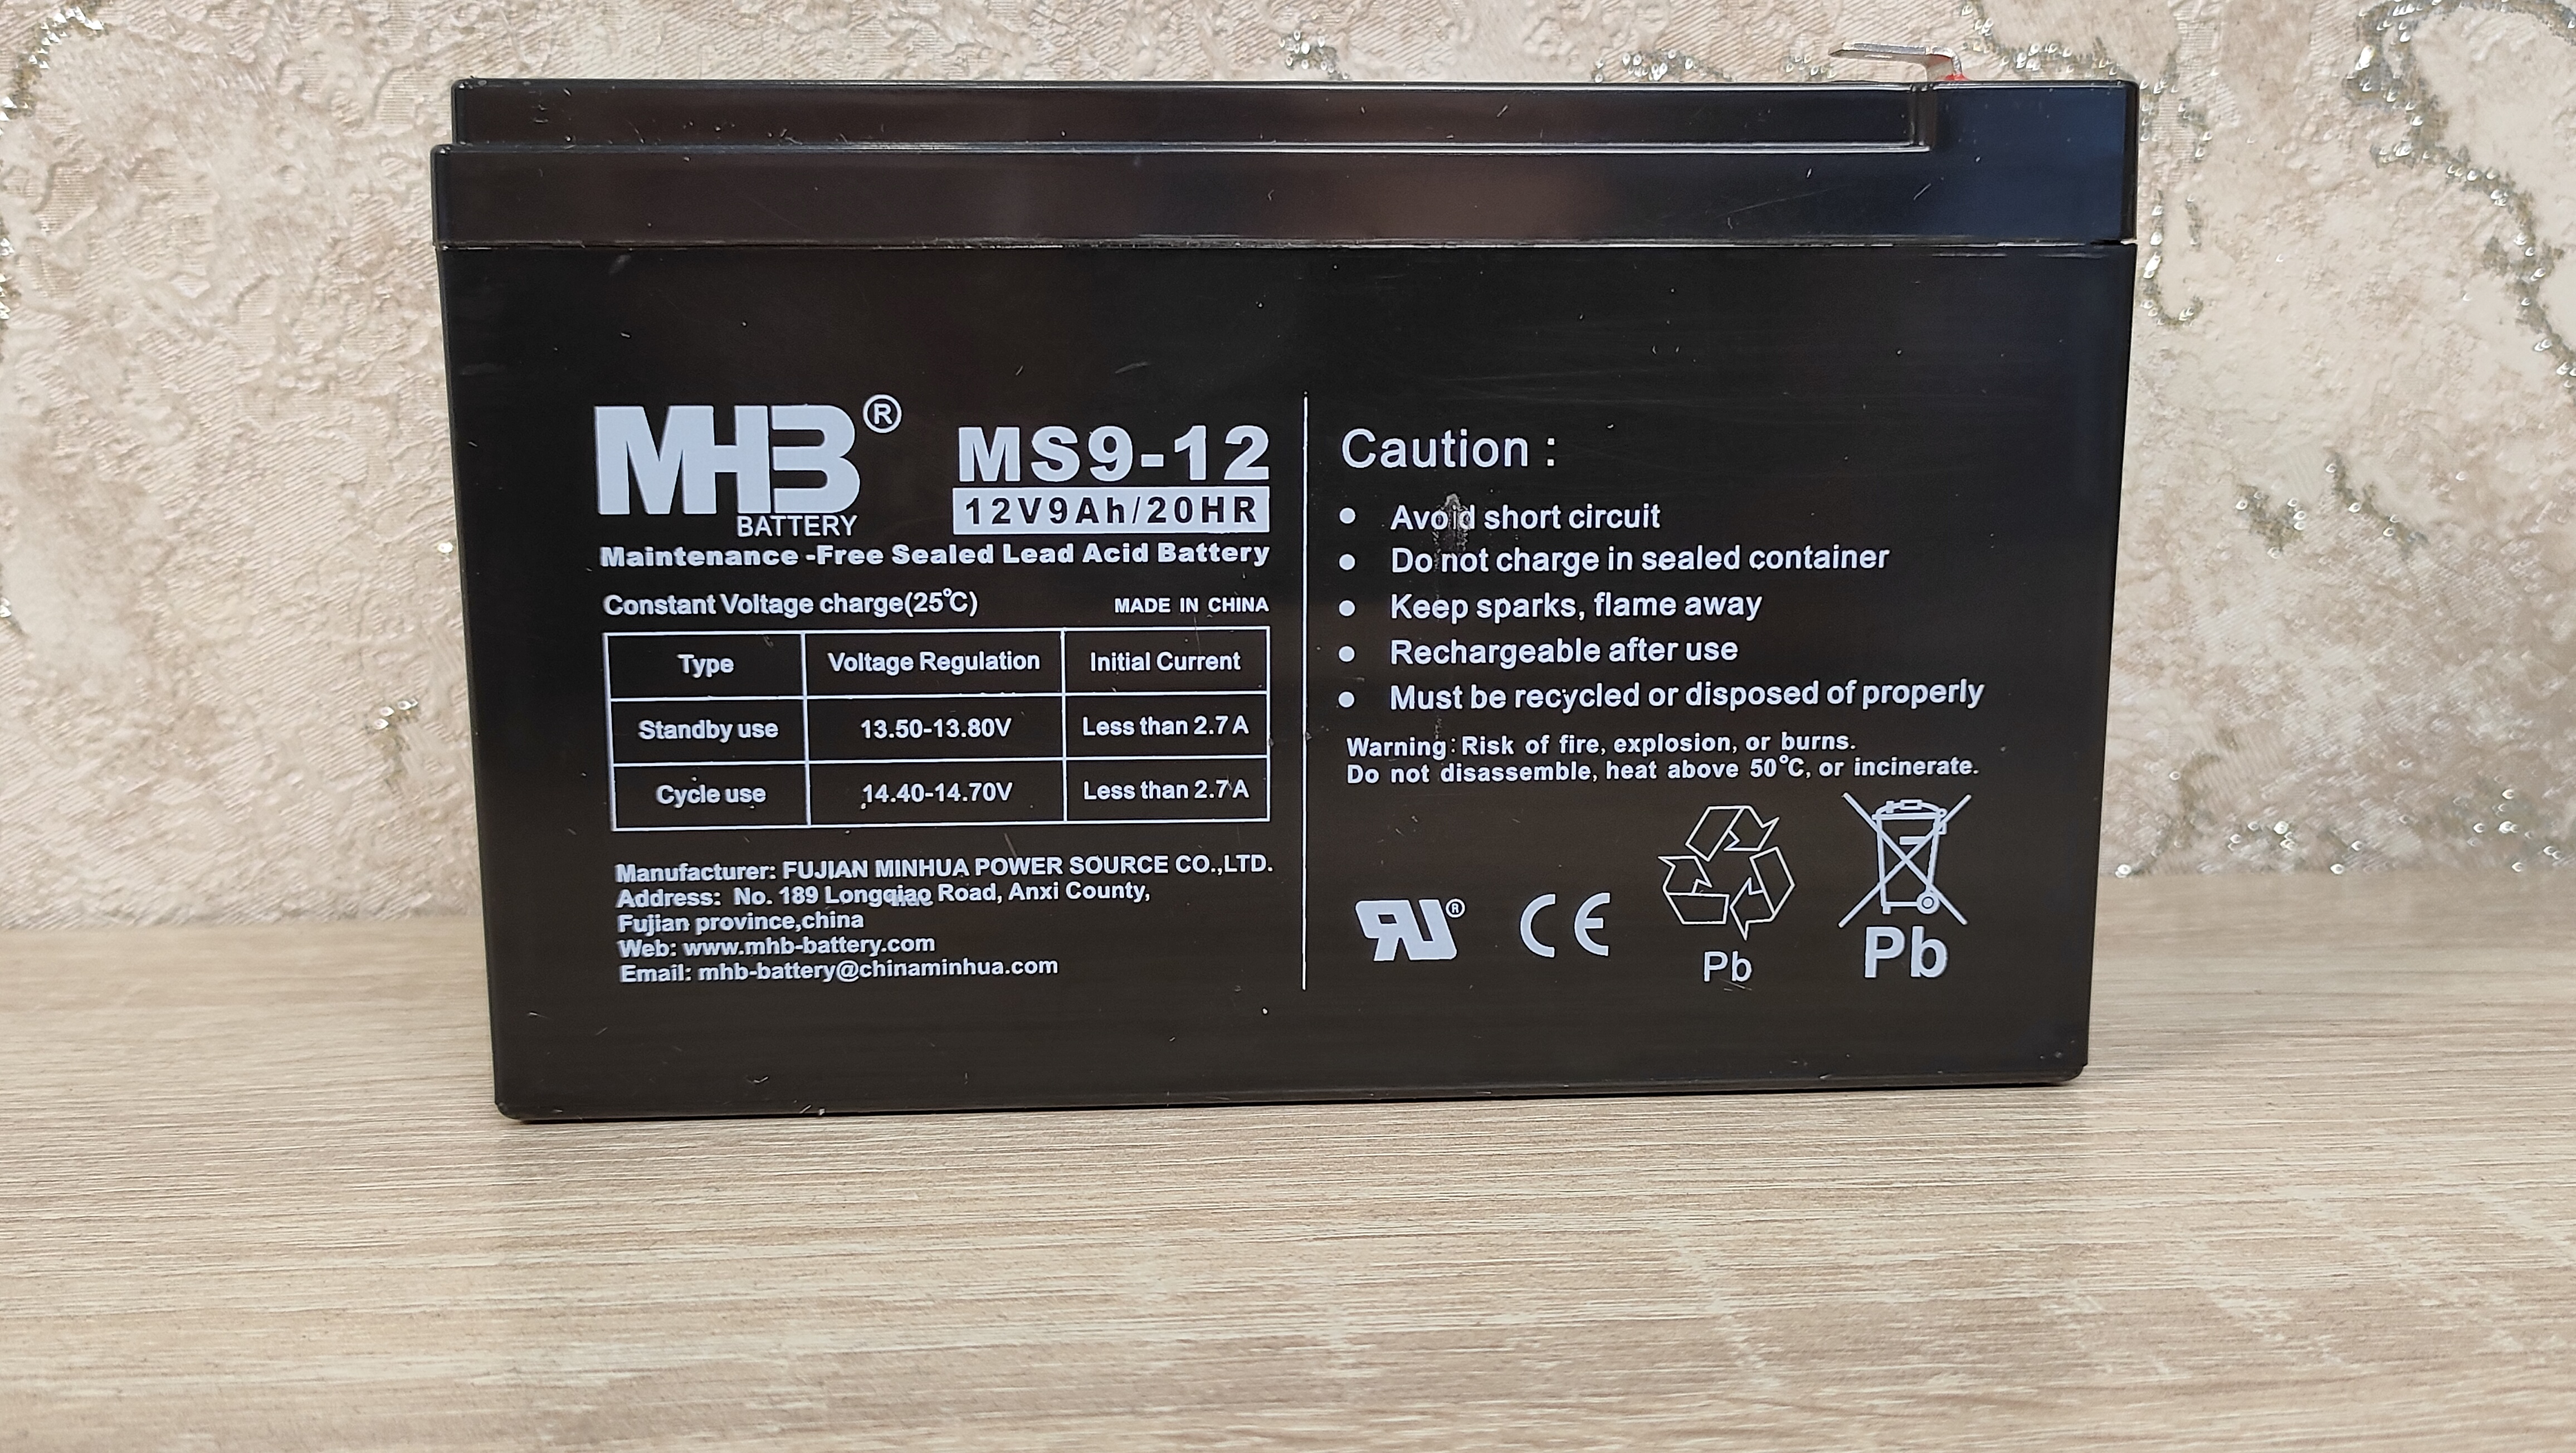 MHB®
BATTERY
MS9-12
12V9Ah/20HR
Maintenance -Free Sealed Lead Acid Battery
Constant Voltage charge(25℃)
MADE IN CHINA
Type Voltage Regulation Initial Current
Standby use 13.50-13.80V Less than 2.7A
Cycle use 14.40-14.70V Less than 2.7A
Manufacturer: FUJIAN MINHUA POWER SOURCE CO.,LTD.
Address: No. 189 Longqiao Road, Anxi County,
Fujian province,china
Web: www.mhb-battery.com
Email: mhb-battery@chinaminhua.com
Caution :
• Avoid short circuit
• Do not charge in sealed container
• Keep sparks, flame away
• Rechargeable after use
• Must be recycled or disposed of properly
Warning: Risk of fire, explosion, or burns.
Do not disassemble, heat above 50℃, or incinerate.
RU®
CE
Pb
Pb